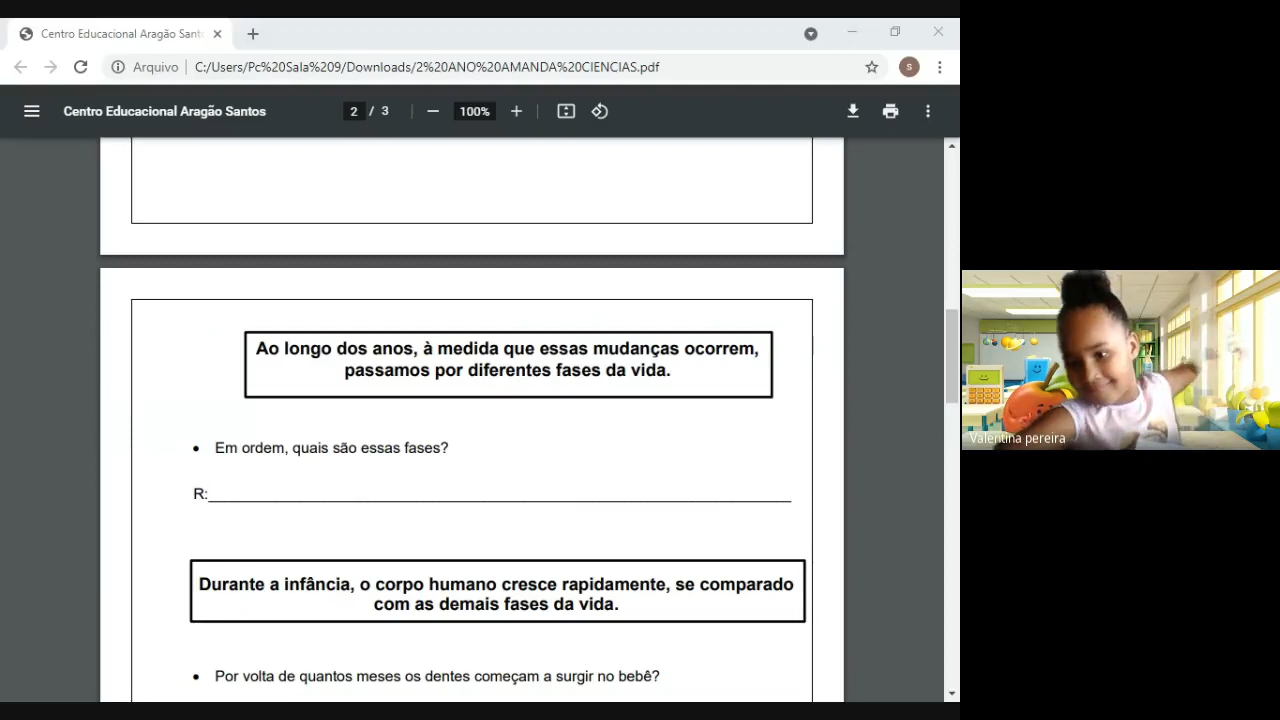 Centro Educacional Aragão Sant
Arquivo
C:/Users/Pc%20Sala%209/Downloads/2%20ANO%20AMANDA%20CIENCIAS.pdf
S
Centro Educacional Aragão Santos
2 / 3
100%
Ao longo dos anos, à medida que essas mudanças ocorrem,
passamos por diferentes fases da vida.
• Em ordem, quais são essas fases?
R:
Durante a infância, o corpo humano cresce rapidamente, se comparado
com as demais fases da vida.
• Por volta de quantos meses os dentes começam a surgir no bebê?
Valentina pereira